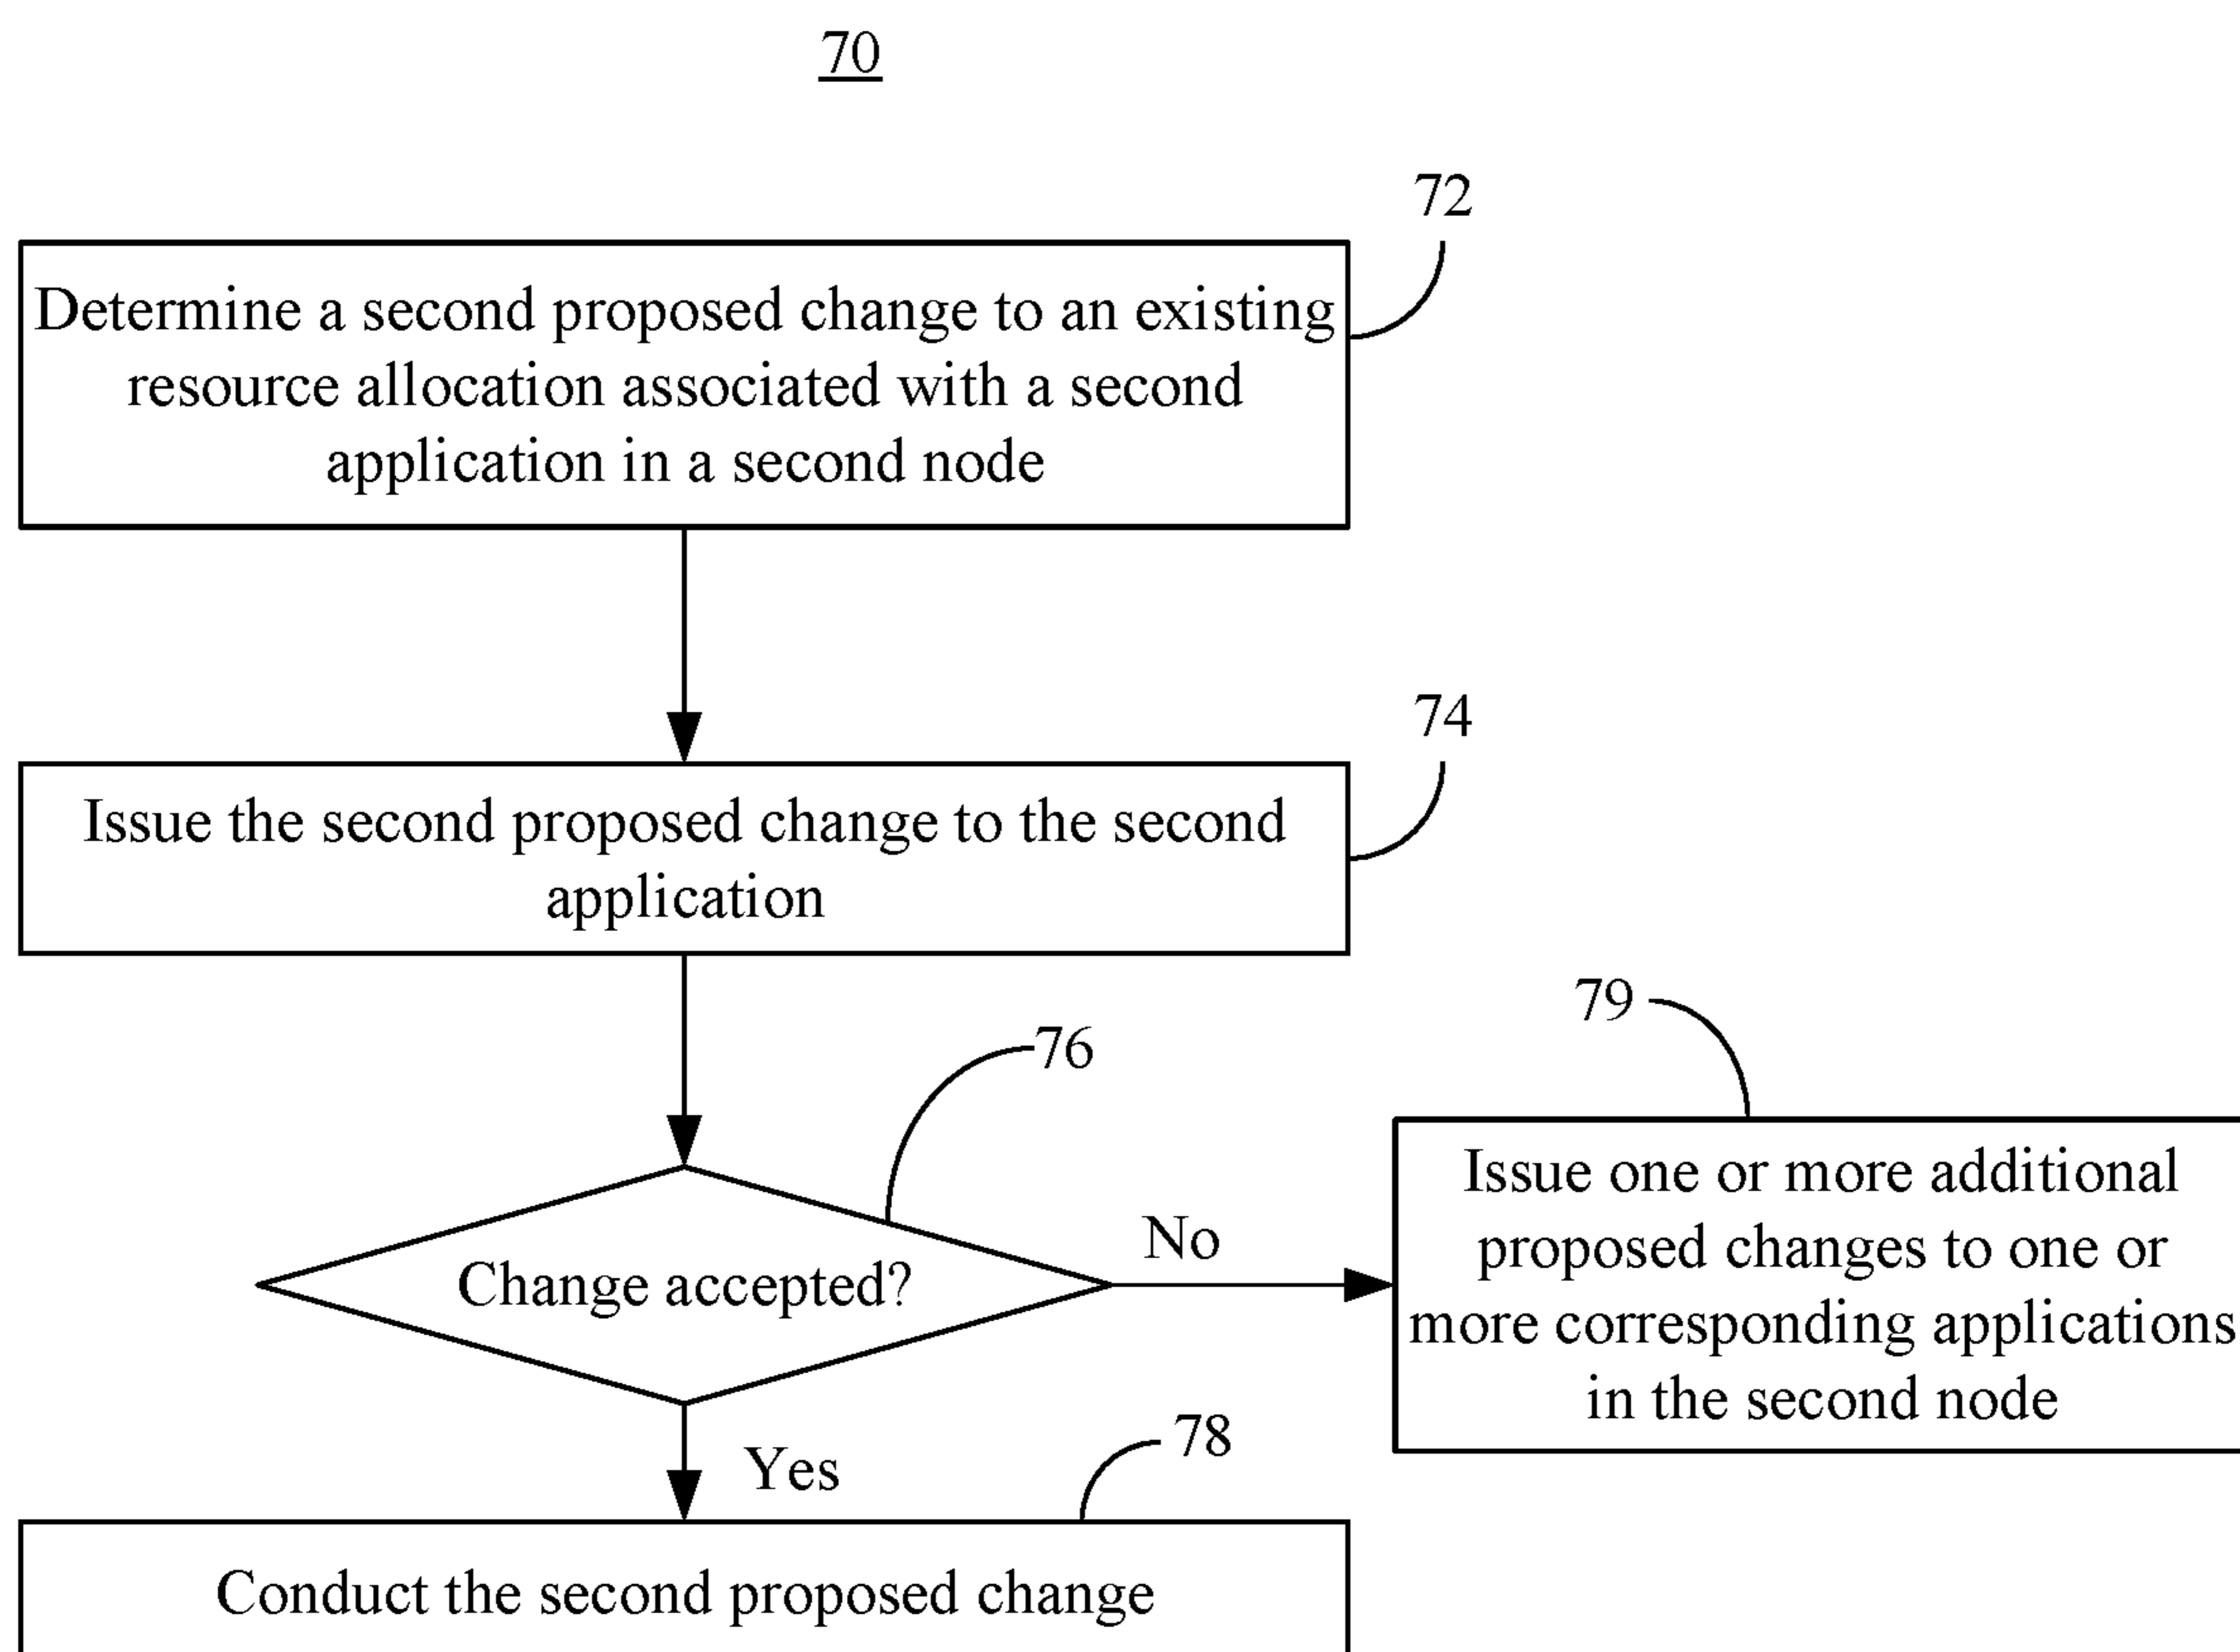 70
72
Determine a second proposed change to an existing
resource allocation associated with a second
application in a second node
74
Issue the second proposed change to the second
application
76
79
Change accepted?
No
Issue one or more additional
proposed changes to one or
more corresponding applications
in the second node
Yes
78
Conduct the second proposed change